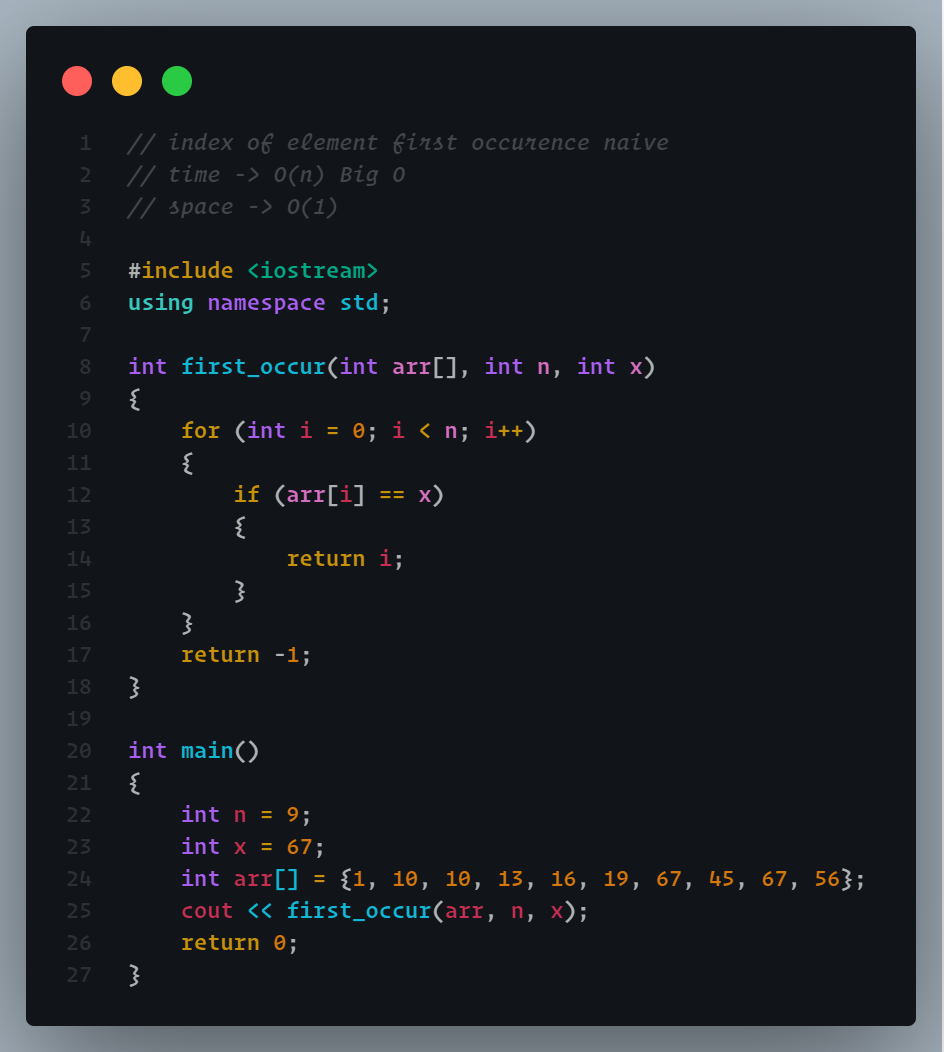 1 // index of element first occurence naive
2 // time -> O(n) Big O
3 // space -> O(1)
4
5 #include <iostream>
6 using namespace std;
7
8 int first_occur(int arr[], int n, int x)
9 {
10     for (int i = 0; i < n; i++)
11     {
12         if (arr[i] == x)
13         {
14             return i;
15         }
16     }
17     return -1;
18 }
19
20 int main()
21 {
22     int n = 9;
23     int x = 67;
24     int arr[] = {1, 10, 10, 13, 16, 19, 67, 45, 67, 56};
25     cout << first_occur(arr, n, x);
26     return 0;
27 }